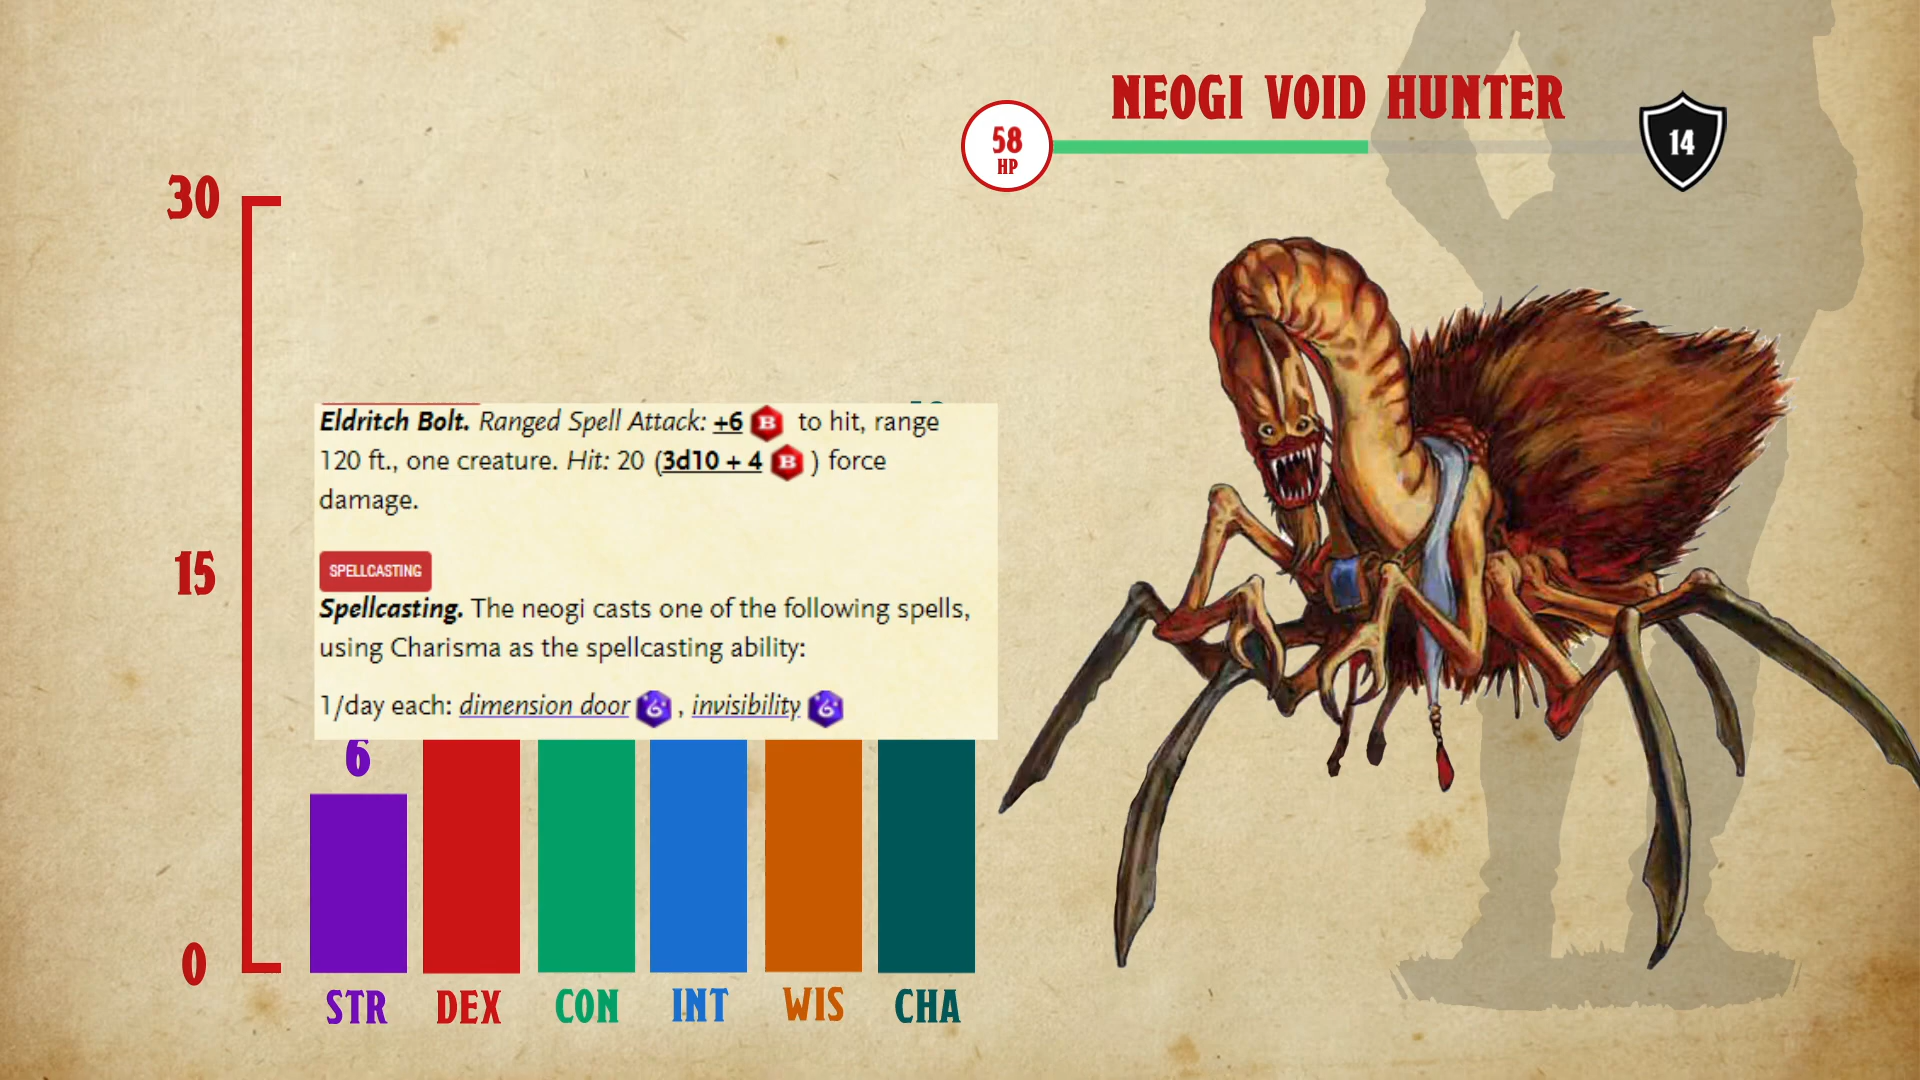 NEOGI VOID HUNTER
58
HP
14
30
15
0
Eldritch Bolt. Ranged Spell Attack: +6 B to hit, range
120 ft., one creature. Hit: 20 (3d10 + 4 B ) force
damage.
SPELLCASTING
Spellcasting. The neogi casts one of the following spells,
using Charisma as the spellcasting ability:
1/day each: dimension door , invisibility
6
STR DEX CON INT WIS CHA